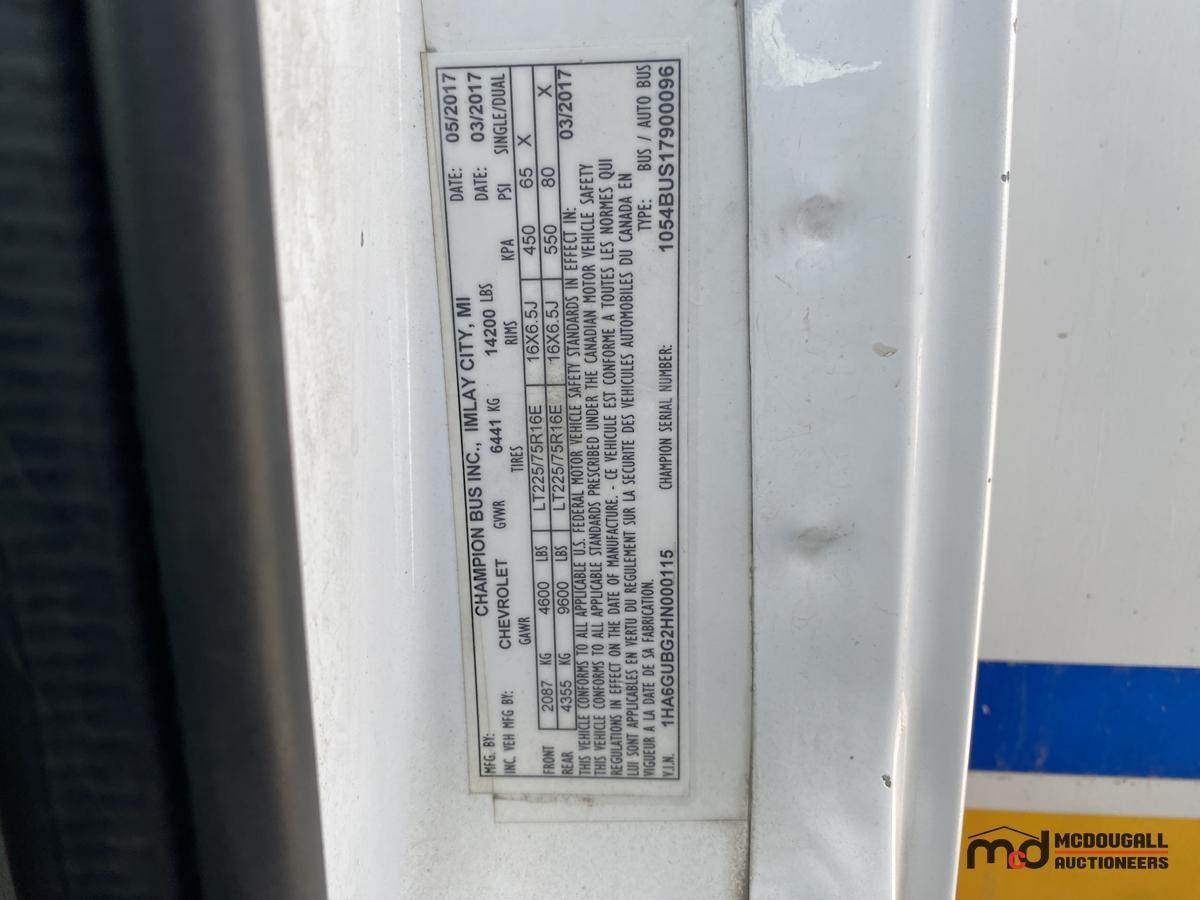 MFG. BY: CHAMPION BUS INC., IMLAY CITY, MI DATE: 05/2017
INC. VEH MFG BY: CHEVROLET GVWR 6441 KG 14200 LBS DATE: 03/2017
GAWR TIRES RIMS KPA PSI SINGLE/DUAL
FRONT 2087 KG 4600 LBS LT225/75R16E 16X6.5J 450 65 X
REAR 4355 KG 9600 LBS LT225/75R16E 16X6.5J 550 80 X
THIS VEHICLE CONFORMS TO ALL APPLICABLE U.S. FEDERAL MOTOR VEHICLE SAFETY STANDARDS IN EFFECT IN: 03/2017
THIS VEHICLE CONFORMS TO ALL APPLICABLE STANDARDS PRESCRIBED UNDER THE CANADIAN MOTOR VEHICLE SAFETY
REGULATIONS IN EFFECT ON THE DATE OF MANUFACTURE. - CE VEHICULE EST CONFORME A TOUTES LES NORMES QUI
LUI SONT APPLICABLES EN VERTU DU REGULEMENT SUR LA SECURITE DES VEHICULES AUTOMOBILES DU CANADA EN
VIGUEUR A LA DATE DE SA FABRICATION. TYPE: BUS / AUTO BUS
V.I.N. 1HA6GUBG2HN000115 CHAMPION SERIAL NUMBER: 1054BUS17900096
mcd MCDOUGALL
AUCTIONEERS